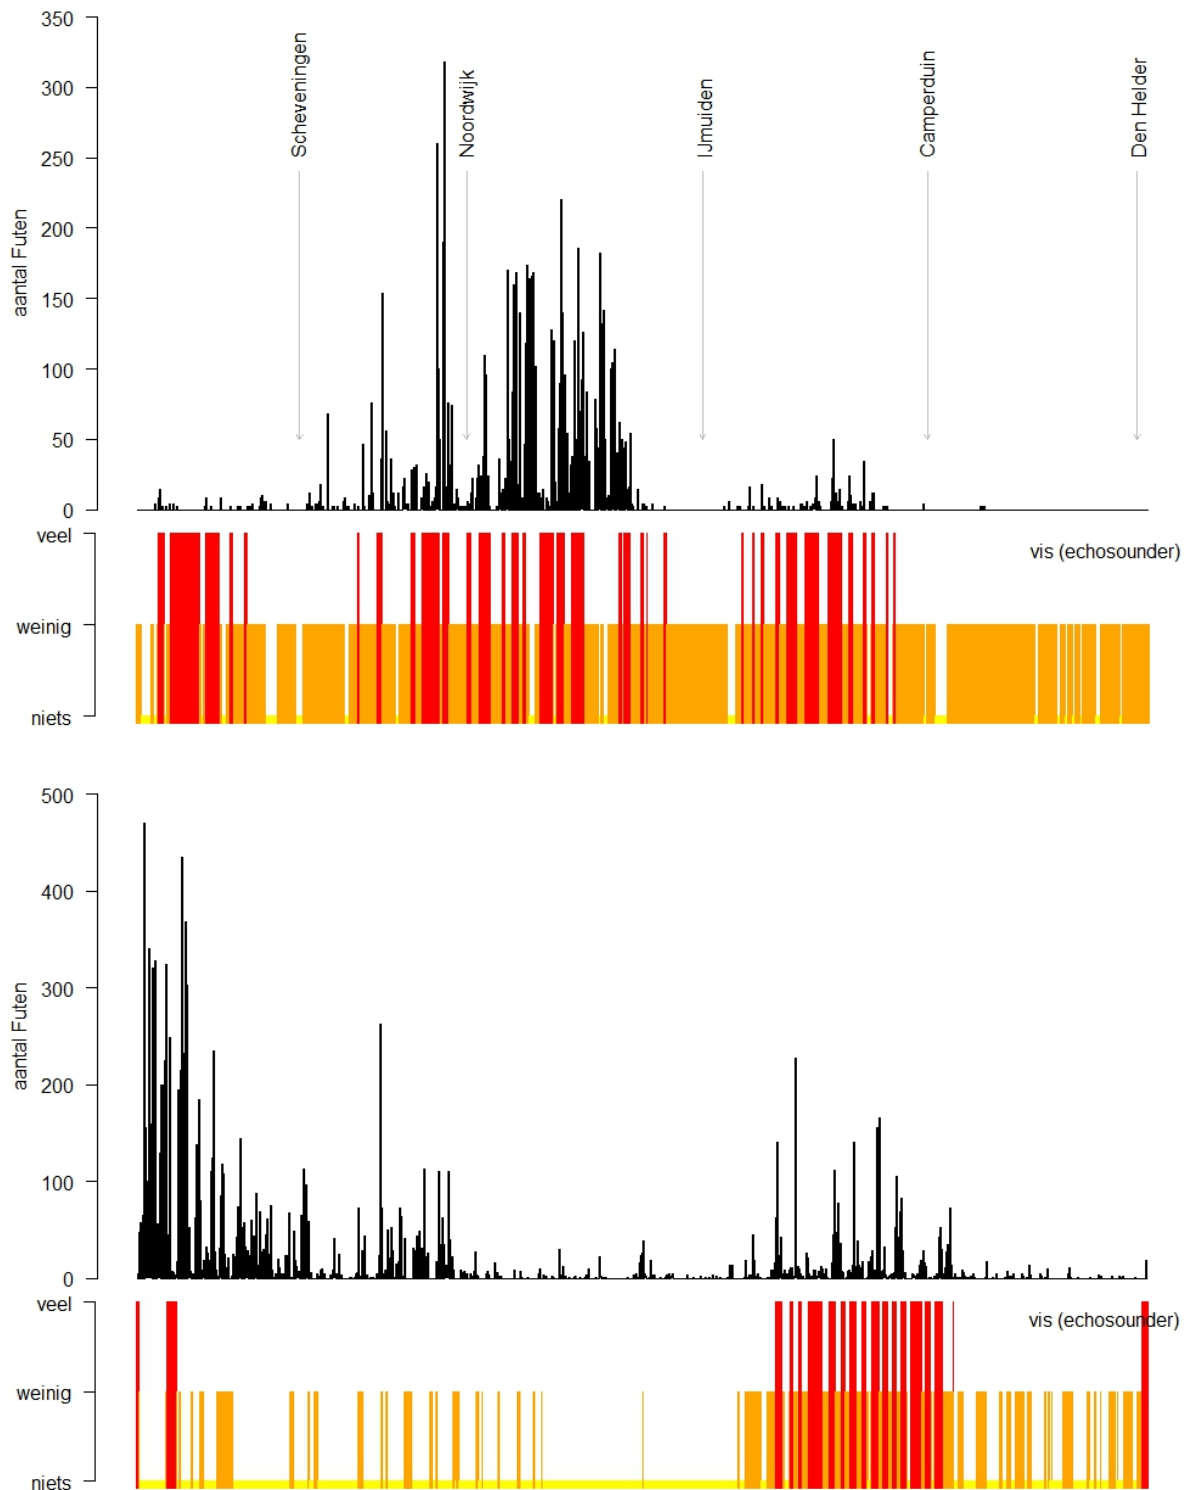 350
300
250
200
150
100
50
0
aantal Futen
Scheveningen
Noordwijk
IJmuiden
Camperduin
Den Helder
veel
weinig
niets
vis (echosounder)
500
400
300
200
100
0
aantal Futen
veel
weinig
niets
vis (echosounder)